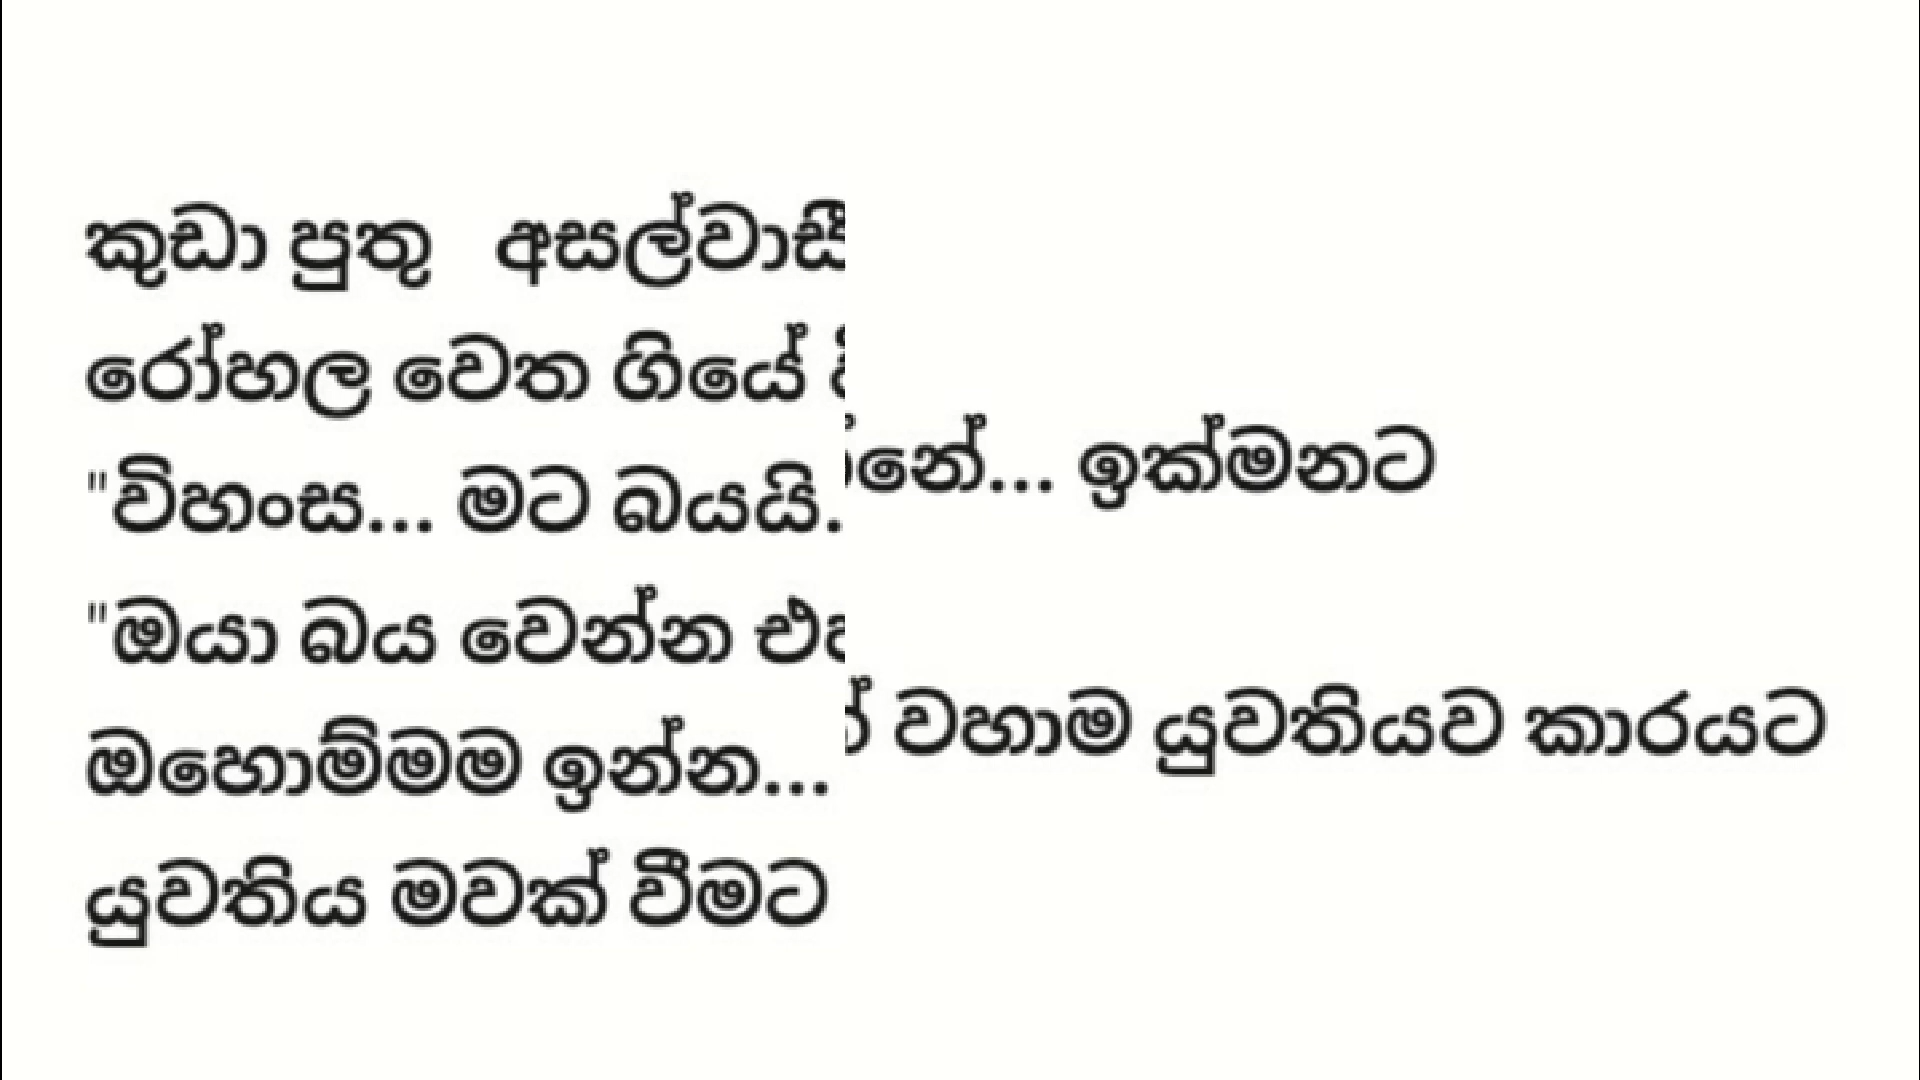 කුඩා පුතු අසල්වාසී
රෝහල වෙත ගියේ
"විහංස... මට බයයි.
"ඔයා බය වෙන්න
ඔහොම්මම ඉන්න...
යුවතිය මවක් වීමට
ඉක්මනට
වහාම යුවතියව කාරයට